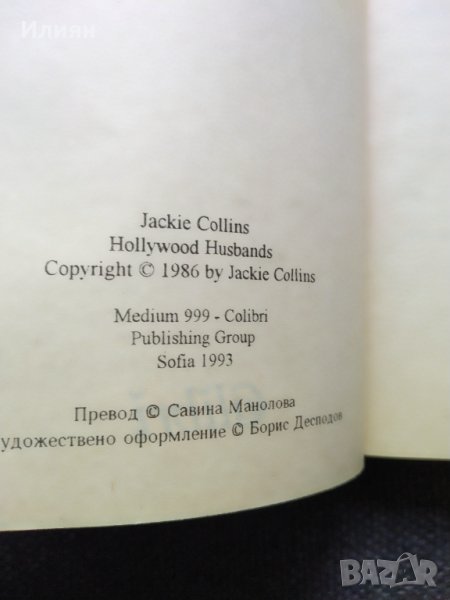 Илиян
Jackie Collins
Hollywood Husbands
Copyright © 1986 by Jackie Collins
Medium 999 - Colibri
Publishing Group
Sofia 1993
Превод © Савина Манолова
удожествено оформление © Борис Десподов
BAZAR